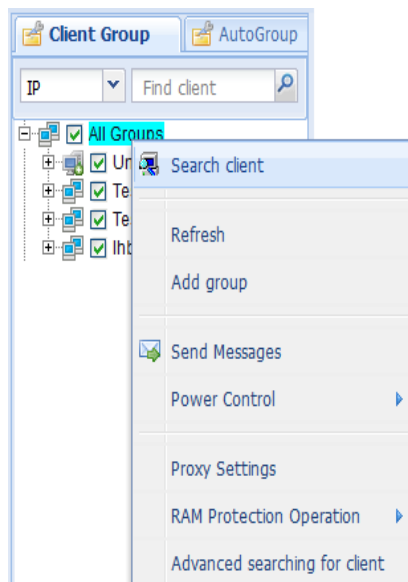 Client Group
AutoGroup
IP
Find client
All Groups
Search client
Refresh
Add group
Send Messages
Power Control
Proxy Settings
RAM Protection Operation
Advanced searching for client